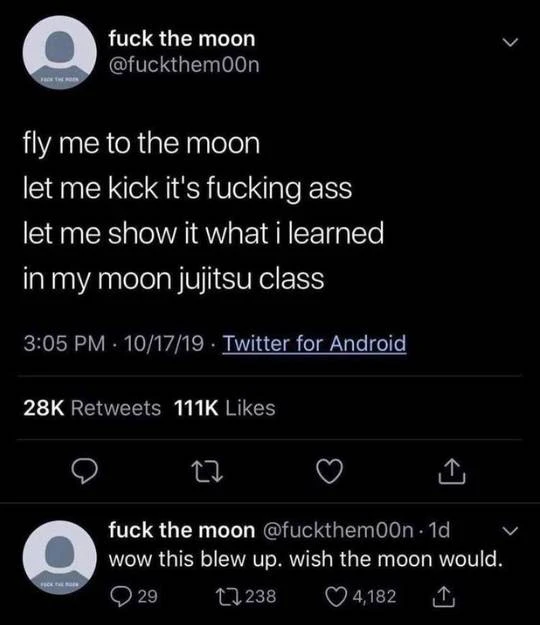 fuck the moon
@fuckthem00n
FUCK THE MOON
fly me to the moon
let me kick it's fucking ass
let me show it what i learned
in my moon jujitsu class
3:05 PM · 10/17/19 · Twitter for Android
28K Retweets 111K Likes
fuck the moon @fuckthem00n · 1d
wow this blew up. wish the moon would.
FUCK THE MOON
29 238 4,182